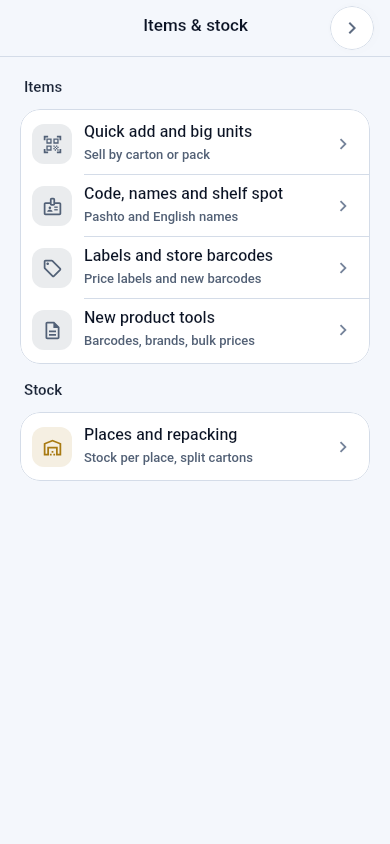 Items & stock
Items
Quick add and big units
Sell by carton or pack
Code, names and shelf spot
Pashto and English names
Labels and store barcodes
Price labels and new barcodes
New product tools
Barcodes, brands, bulk prices
Stock
Places and repacking
Stock per place, split cartons